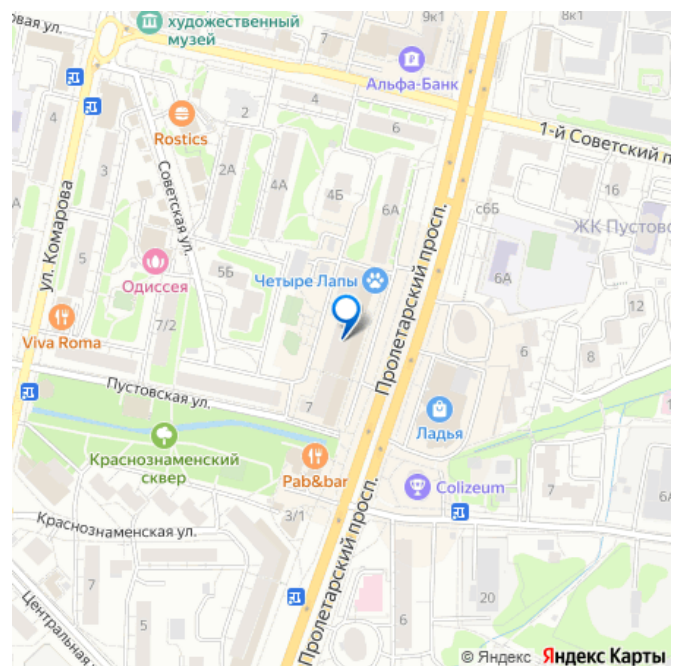 овая ул.
художественный
музей
9к1
8к1
Альфа-Банк
4
2
4
6
1-й Советский п
Rostics
ул. Комарова
3
2А
4А
4Б
Советская ул.
6А
с6Б
16
ЖК Пустово
5
Одиссея
5Б
Четыре Лапы
6А
12
Viva Roma
7/2
Пролетарский просп.
6
8
Пустовская ул.
7
Ладья
Краснознаменский
сквер
Pab&bar
Colizeum
7
6А
3/1
Краснознаменская ул.
Пролетарский просп.
7
5
Центральная
6
20
© Яндекс Яндекс Карты